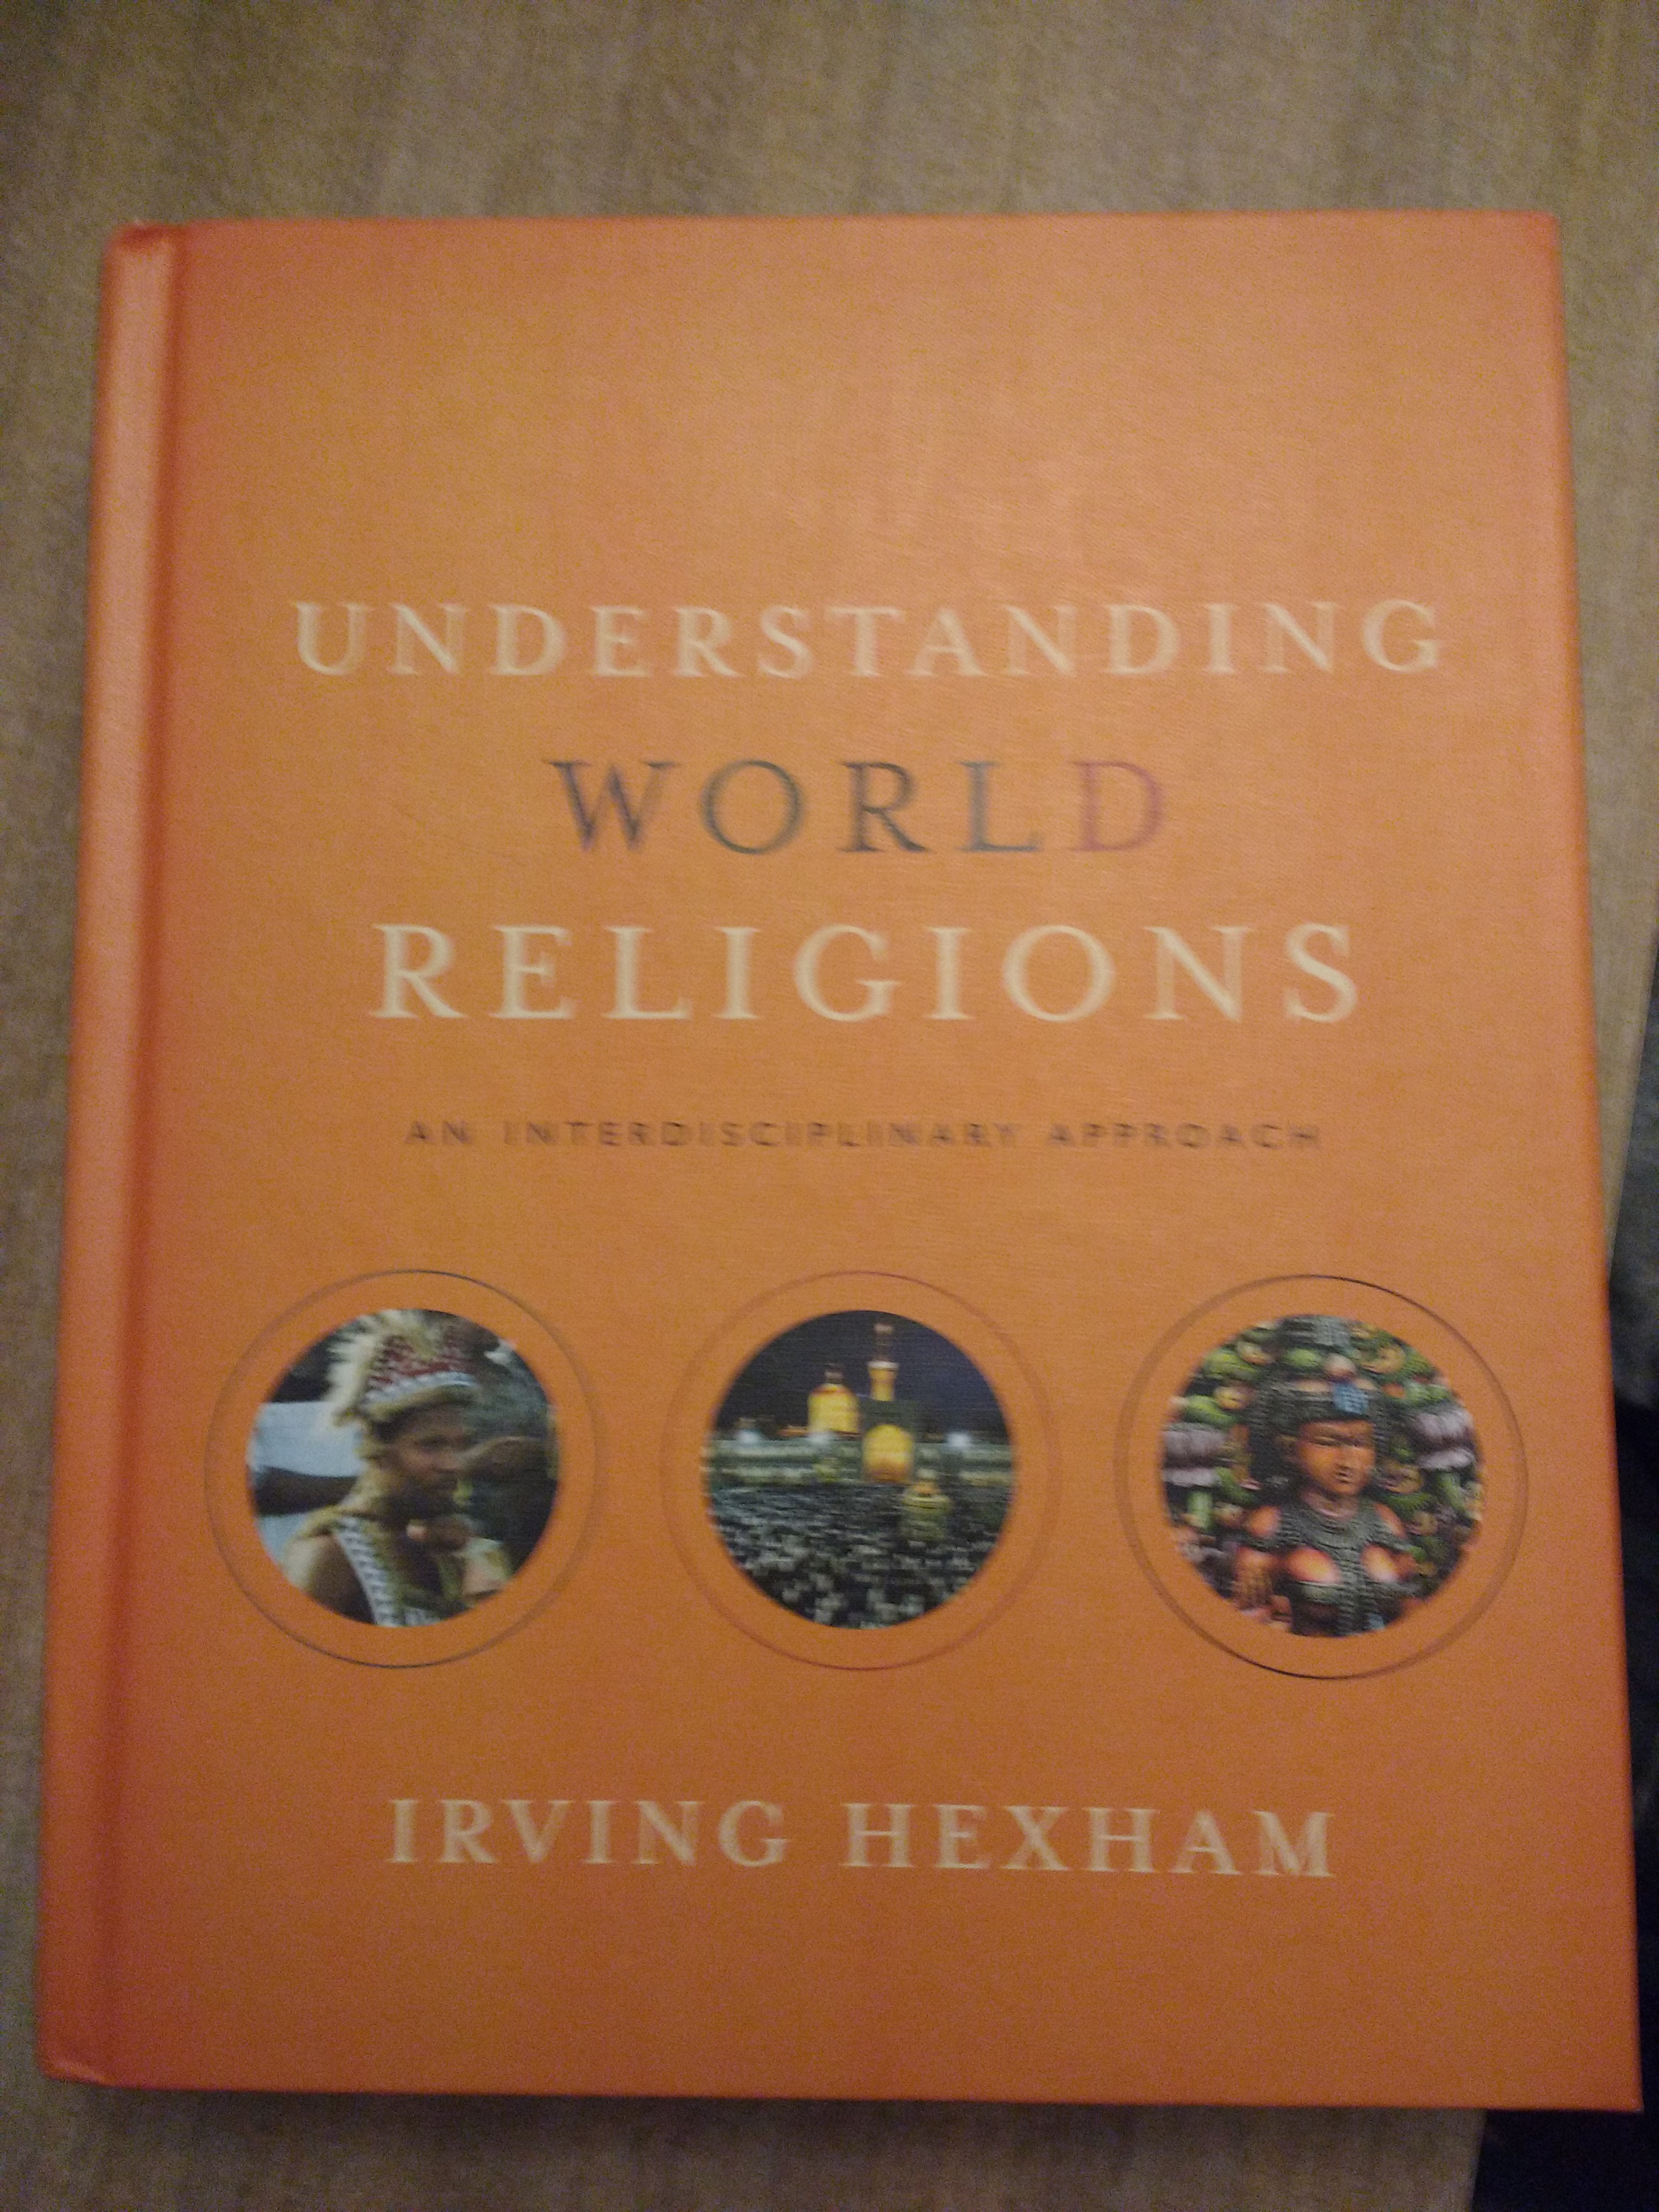 UNDERSTANDING
WORLD
RELIGIONS
AN INTERDISCIPLINARY APPROACH
IRVING HEXHAM